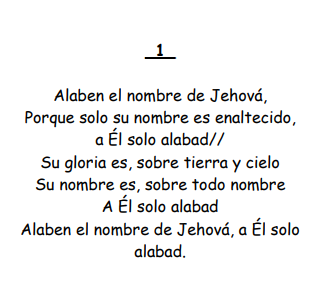 1
Alaben el nombre de Jehová,
Porque solo su nombre es enaltecido,
a Él solo alabad//
Su gloria es, sobre tierra y cielo
Su nombre es, sobre todo nombre
A Él solo alabad
Alaben el nombre de Jehová, a Él solo
alabad.